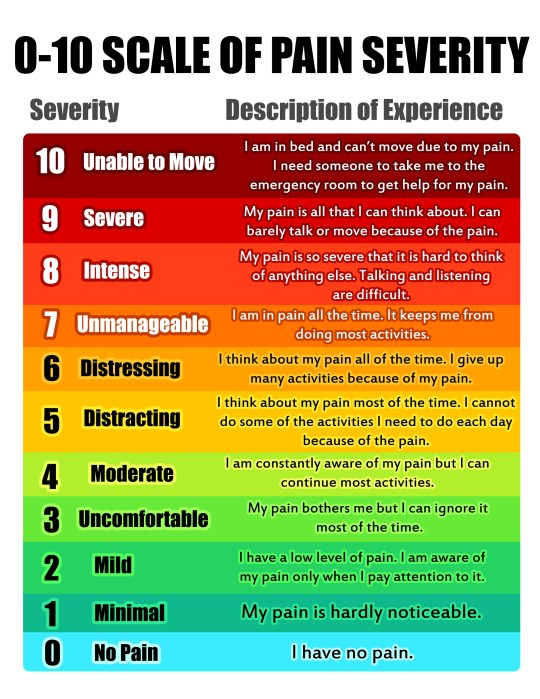 0-10 SCALE OF PAIN SEVERITY
Severity
Description of Experience
10 Unable to Move
I am in bed and can't move due to my pain.
I need someone to take me to the
emergency room to get help for my pain.
9 Severe
My pain is all that I can think about. I can
barely talk or move because of the pain.
8 Intense
My pain is so severe that it is hard to think
of anything else. Talking and listening
are difficult.
7 Unmanageable
I am in pain all the time. It keeps me from
doing most activities.
6 Distressing
I think about my pain all of the time. I give up
many activities because of my pain.
5 Distracting
I think about my pain most of the time. I cannot
do some of the activities I need to do each day
because of the pain.
4 Moderate
I am constantly aware of my pain but I can
continue most activities.
3 Uncomfortable
My pain bothers me but I can ignore it
most of the time.
2 Mild
I have a low level of pain. I am aware of
my pain only when I pay attention to it.
1 Minimal
My pain is hardly noticeable.
0 No Pain
I have no pain.